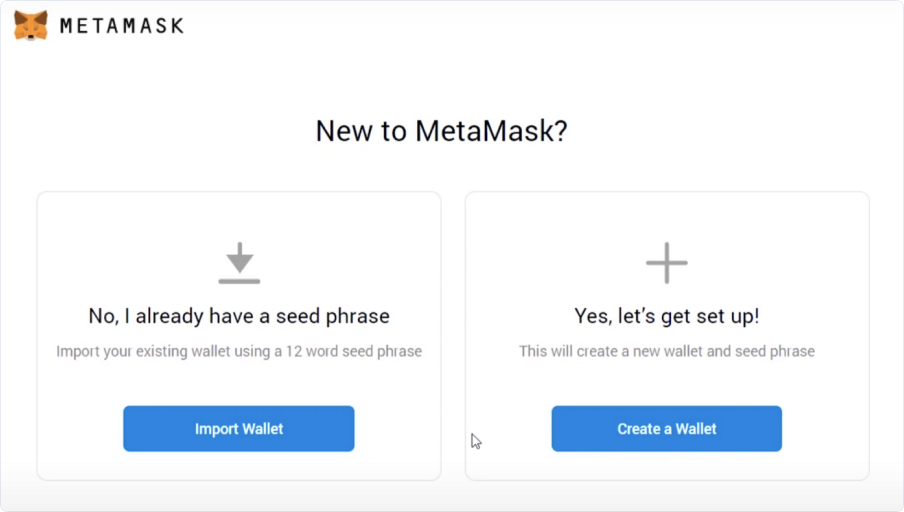 METAMASK
New to MetaMask?
No, I already have a seed phrase
Import your existing wallet using a 12 word seed phrase
Import Wallet
Yes, let’s get set up!
This will create a new wallet and seed phrase
Create a Wallet